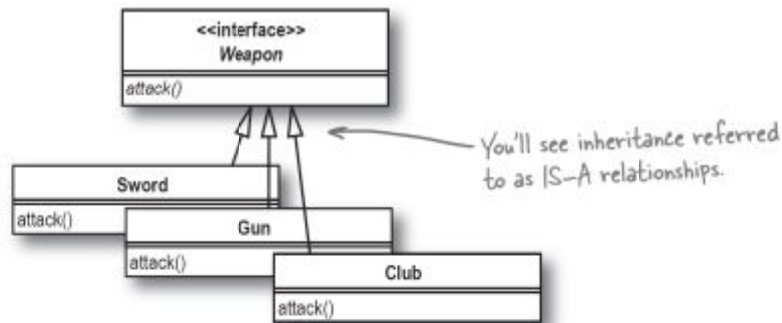 <<interface>>
Weapon
attack()
You'll see inheritance referred
to as IS-A relationships.
Sword
attack()
Gun
attack()
Club
attack()